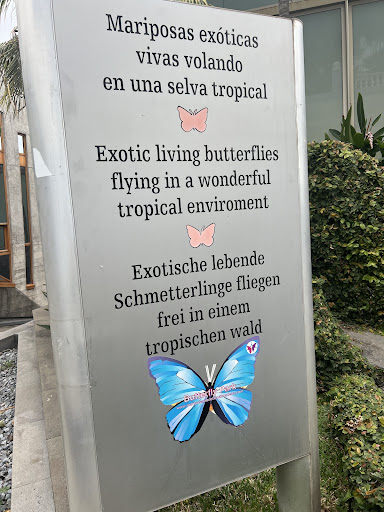 Mariposas exóticas
vivas volando
en una selva tropical
Exotic living butterflies
flying in a wonderful
tropical enviroment
Exotische lebende
Schmetterlinge fliegen
frei in einem
tropischen wald